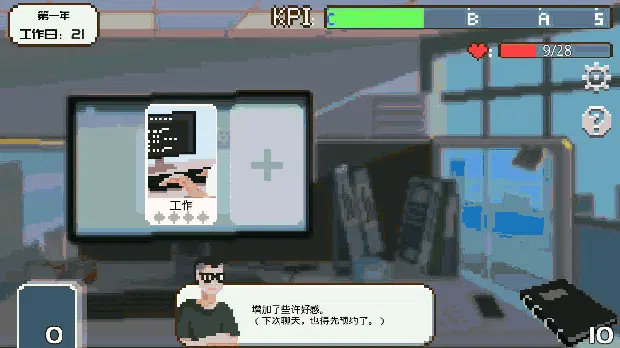 第一年
工作日：21
KPI
C B A S
9/28
?
工作
增加了些许好感。
（下次聊天，也得先预约了。）
0
10